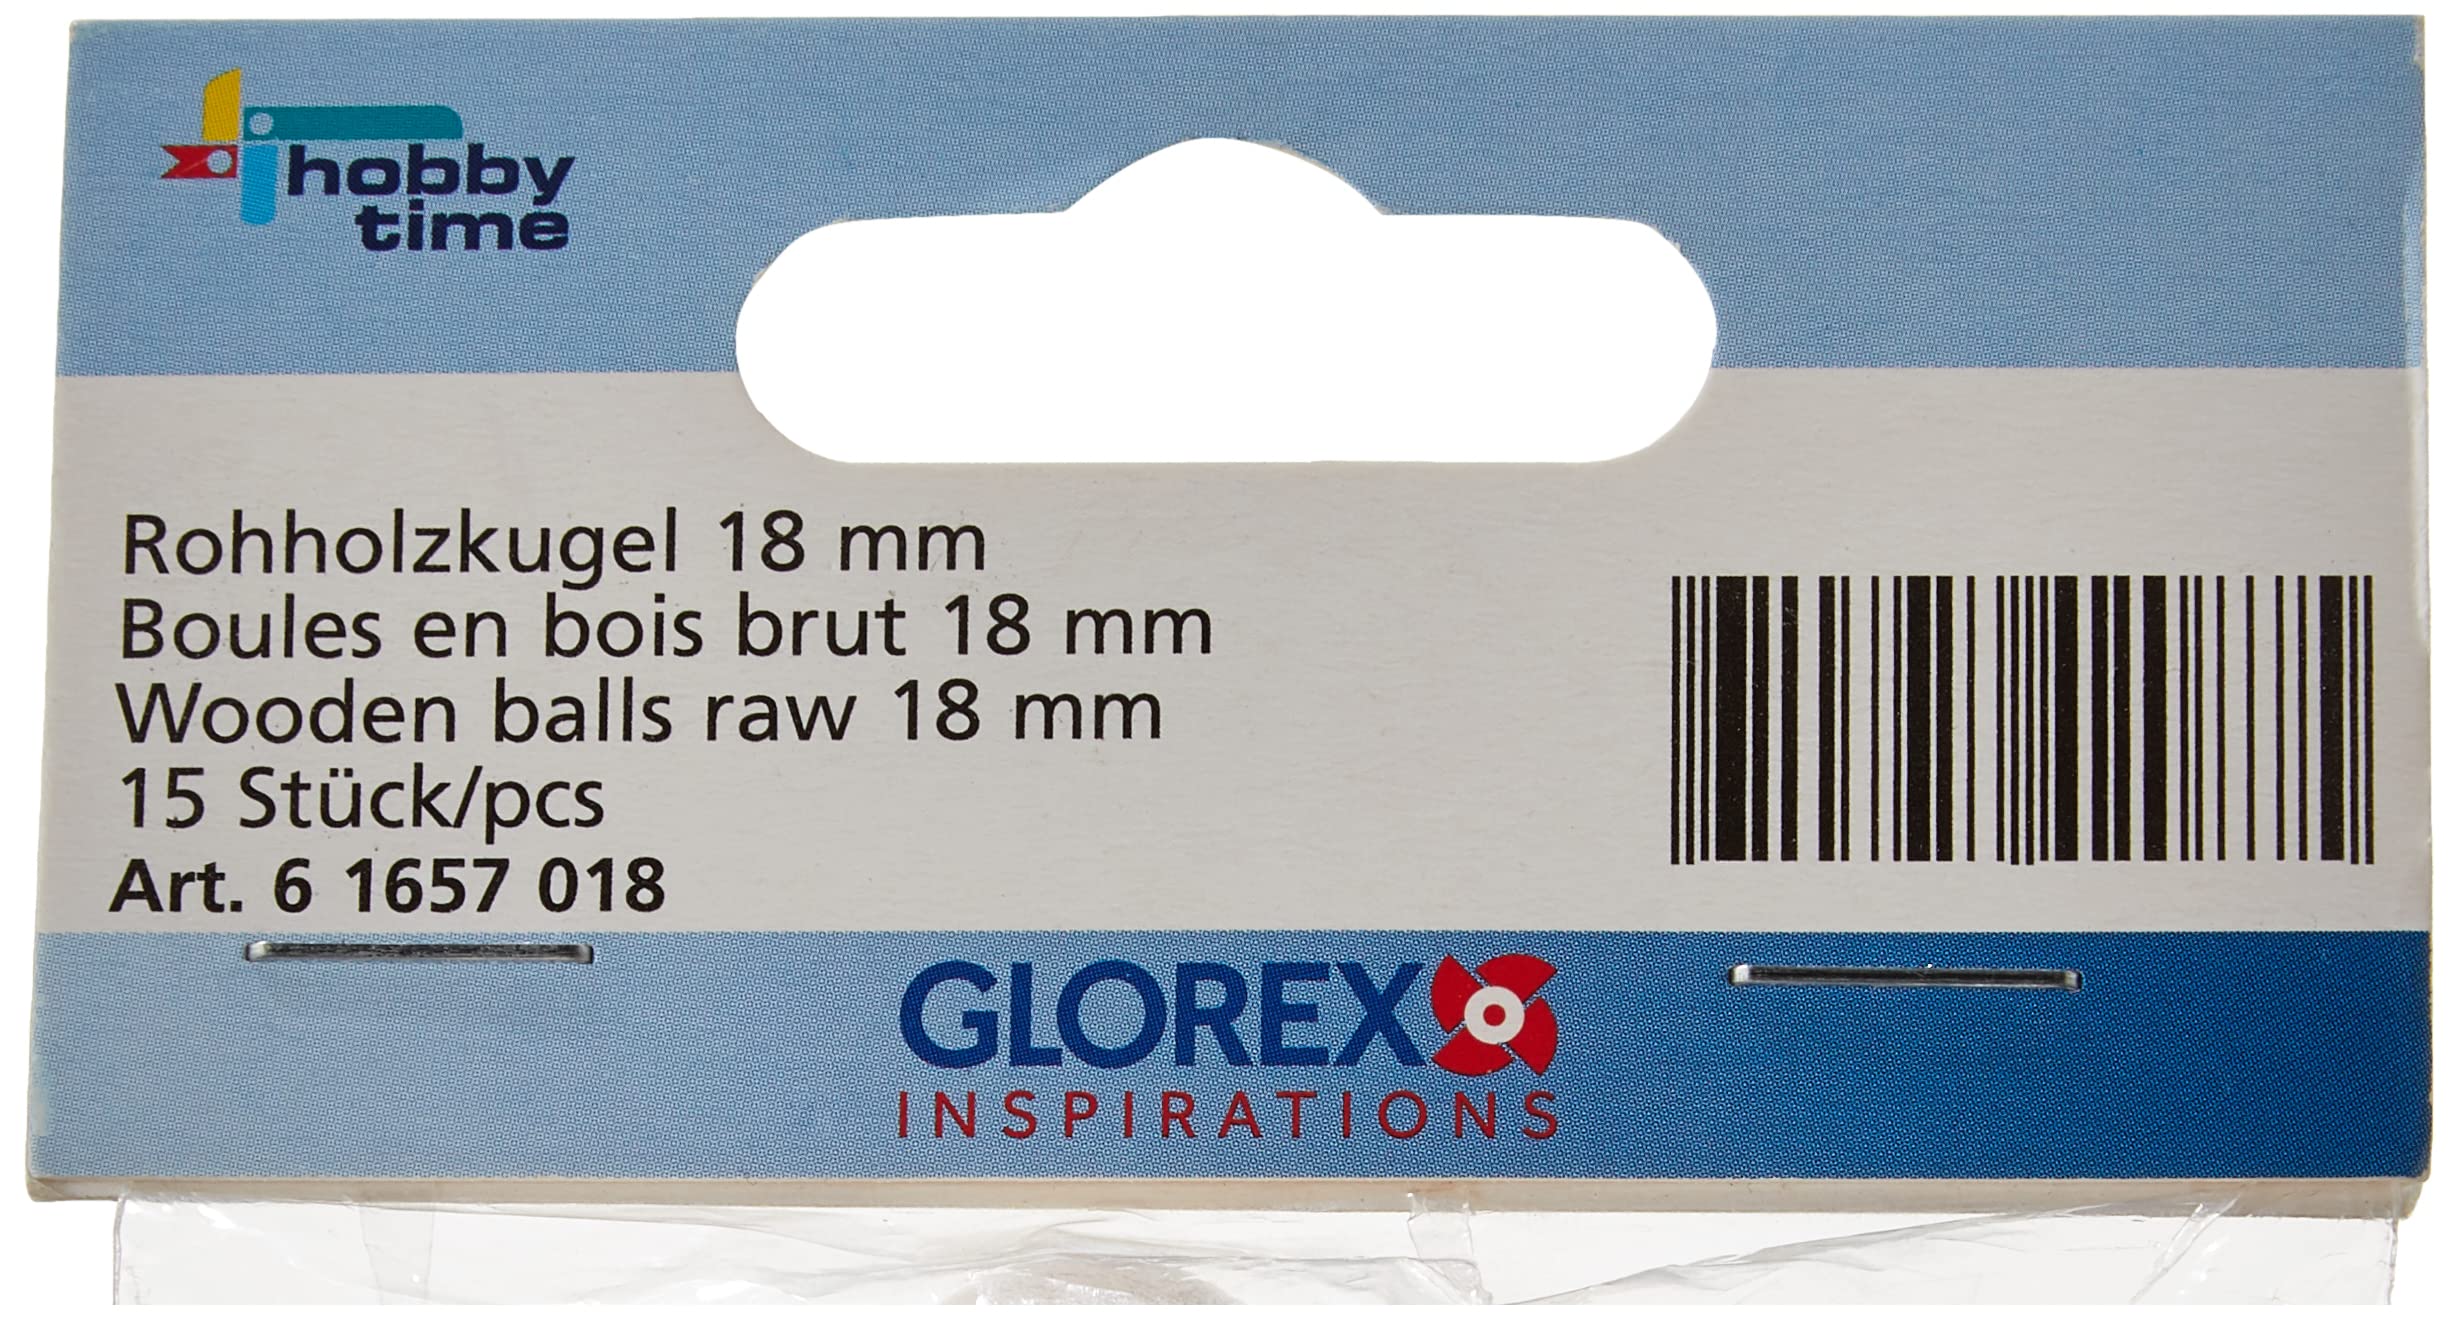 hobby
time
Rohholzkugel 18 mm
Boules en bois brut 18 mm
Wooden balls raw 18 mm
15 Stück/pcs
Art. 6 1657 018
GLOREX
INSPIRATIONS